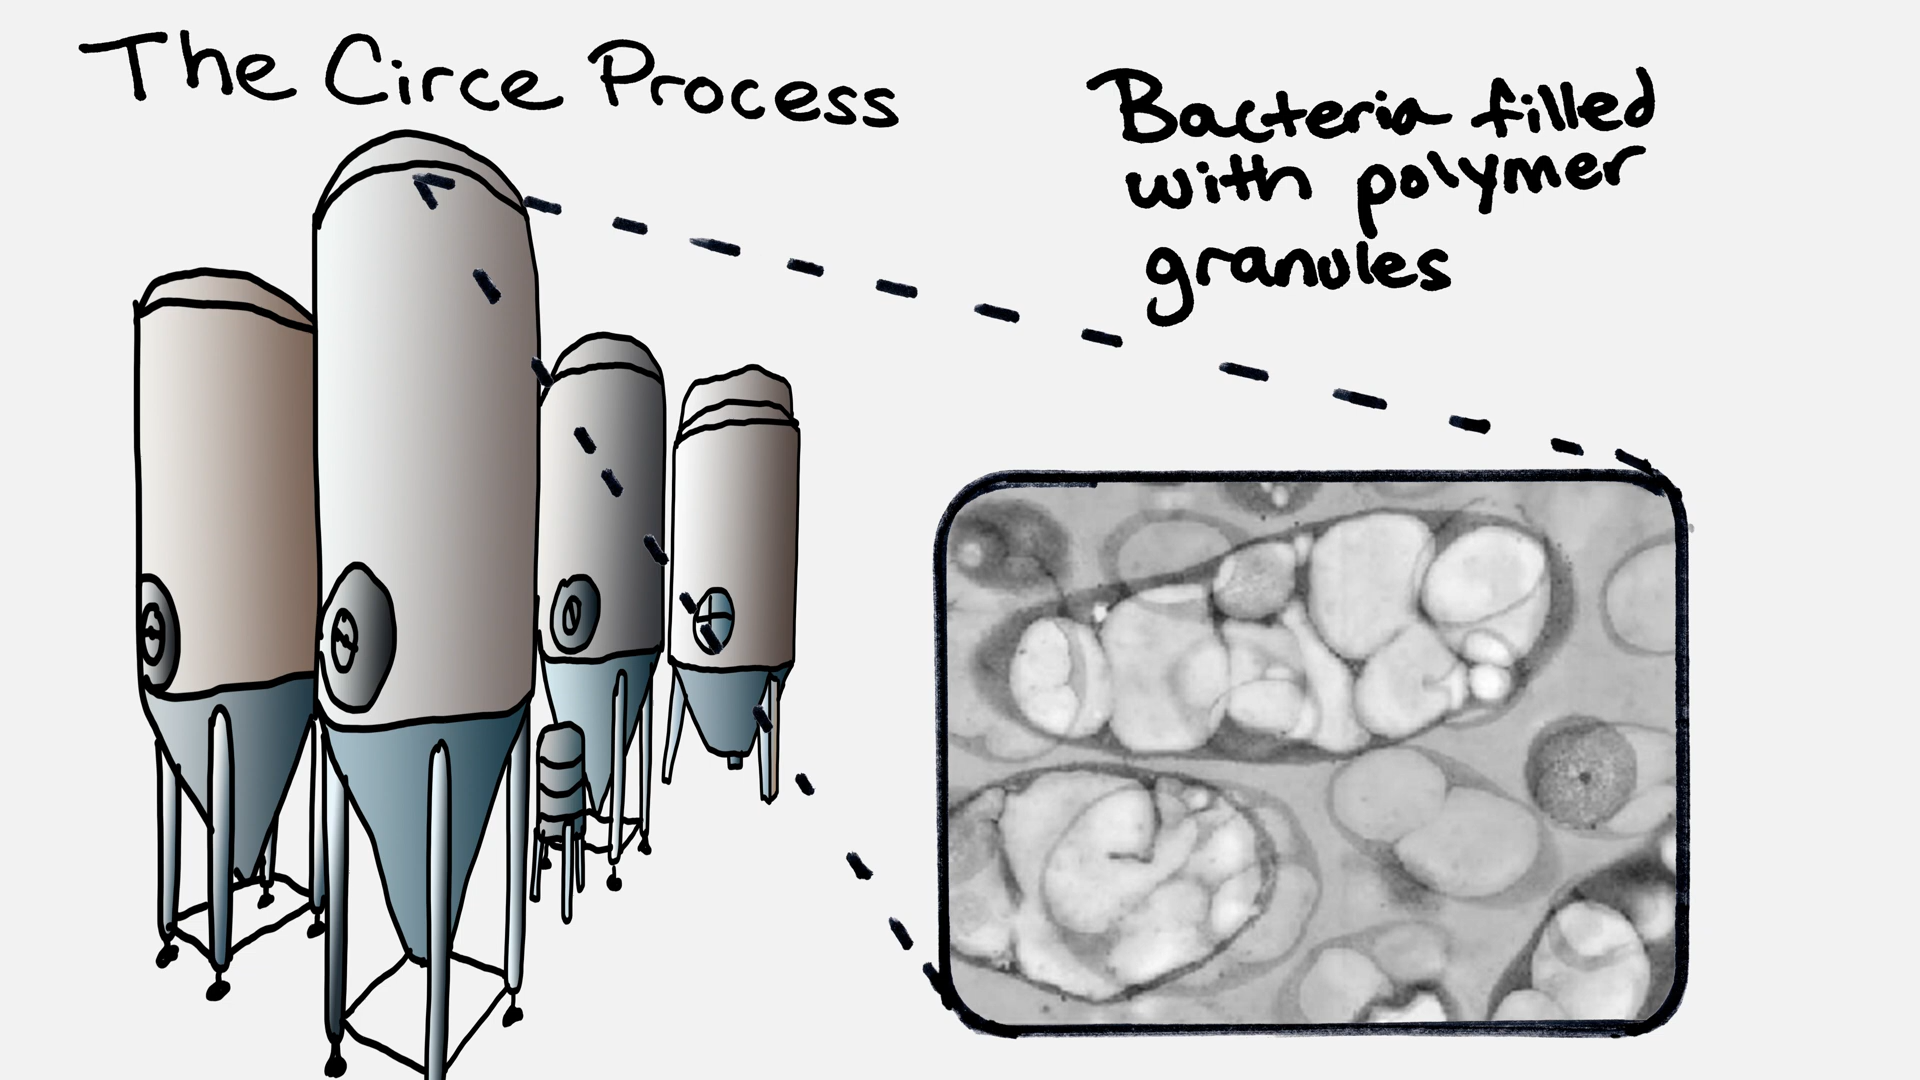 The Circe Process
Bacteria filled
with polymer
granules